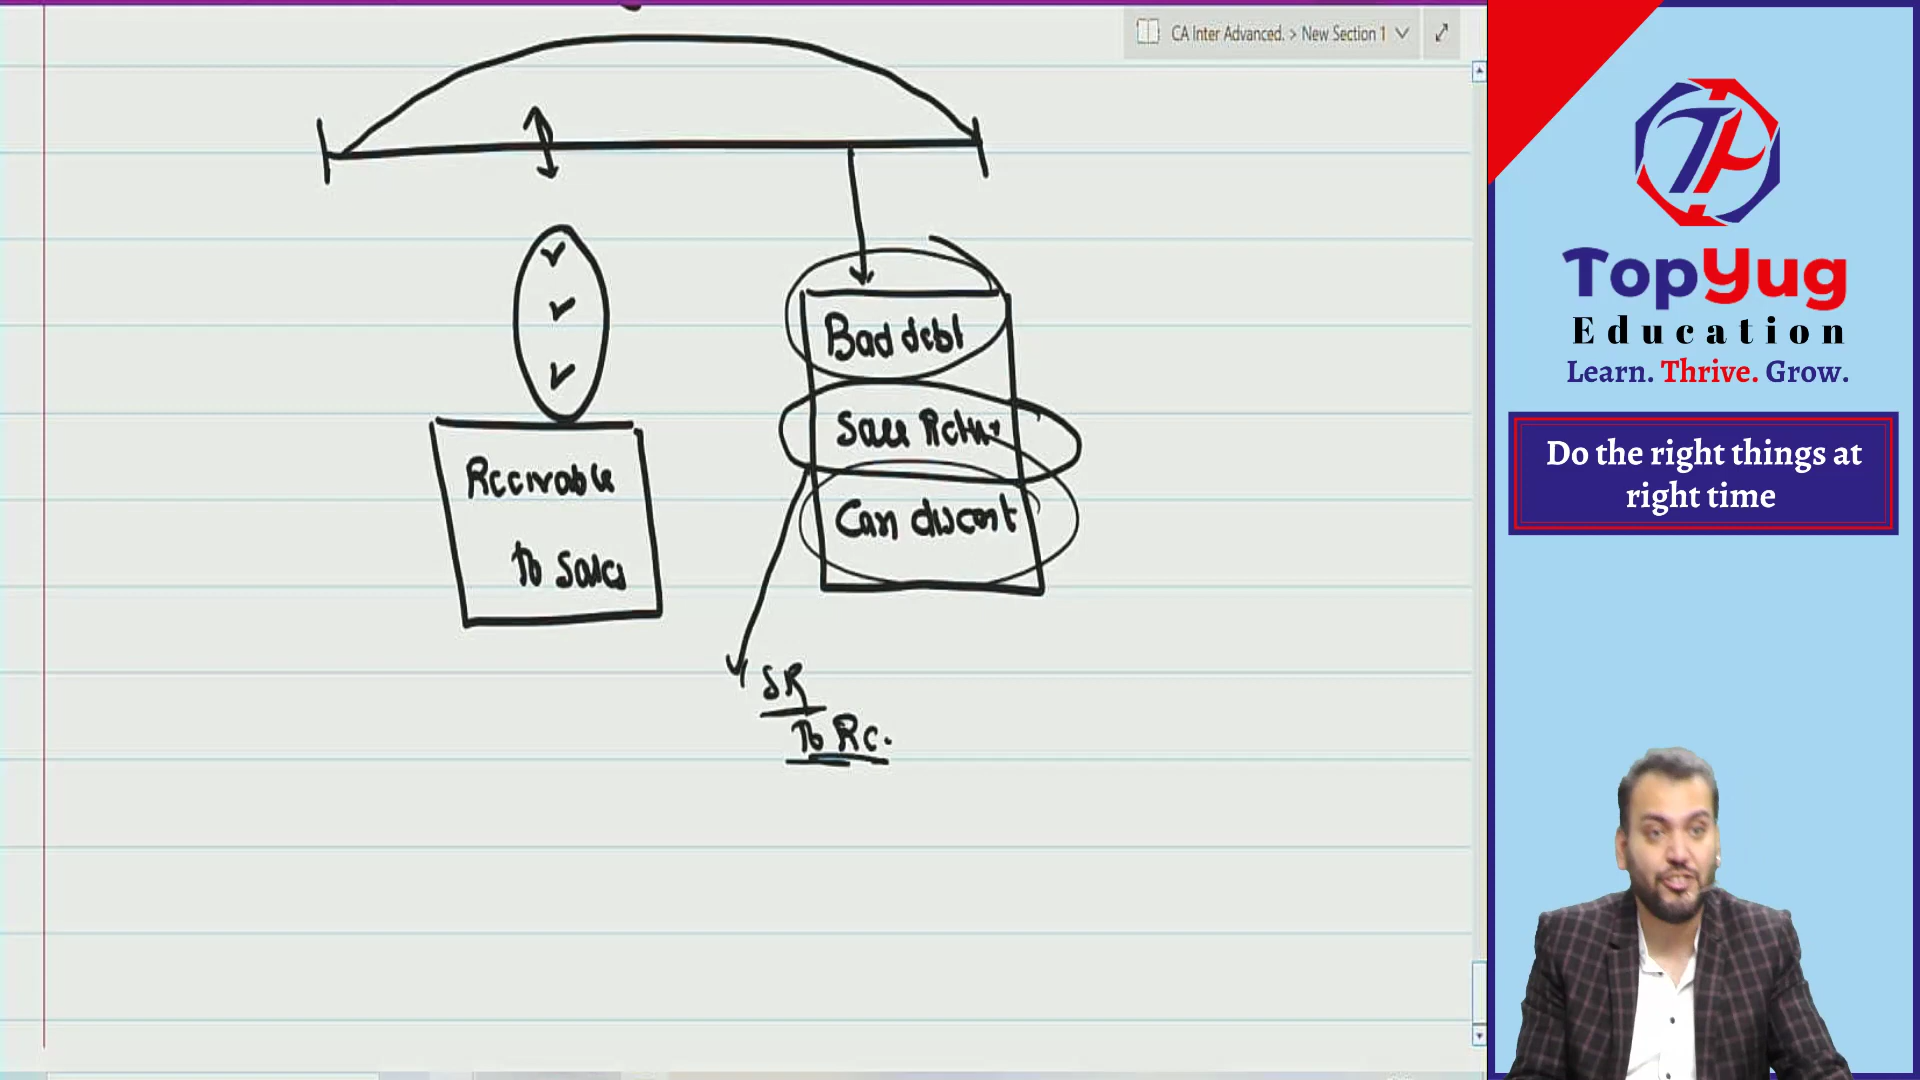 CA Inter Advanced. > New Section 1
Bad debt
Sales Return
Cash discount
Receivable
To Sales
SR
To Rc.
TopYug
Education
Learn. Thrive. Grow.
Do the right things at
right time